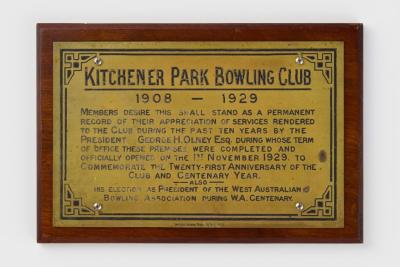 KITCHENER PARK BOWLING CLUB
1908 — 1929
MEMBERS DESIRE THIS SHALL STAND AS A PERMANENT
RECORD OF THEIR APPRECIATION OF SERVICES RENDERED
TO THE CLUB DURING THE PAST TEN YEARS BY THE
PRESIDENT GEORGE H. OLNEY ESQ. DURING WHOSE TERM
OF OFFICE THESE PREMISES WERE COMPLETED AND
OFFICIALLY OPENED ON THE 1ST NOVEMBER 1929. TO
COMMEMORATE THE TWENTY-FIRST ANNIVERSARY OF THE
CLUB AND CENTENARY YEAR.
— ALSO —
HIS ELECTION AS PRESIDENT OF THE WEST AUSTRALIAN
BOWLING ASSOCIATION DURING W.A. CENTENARY.